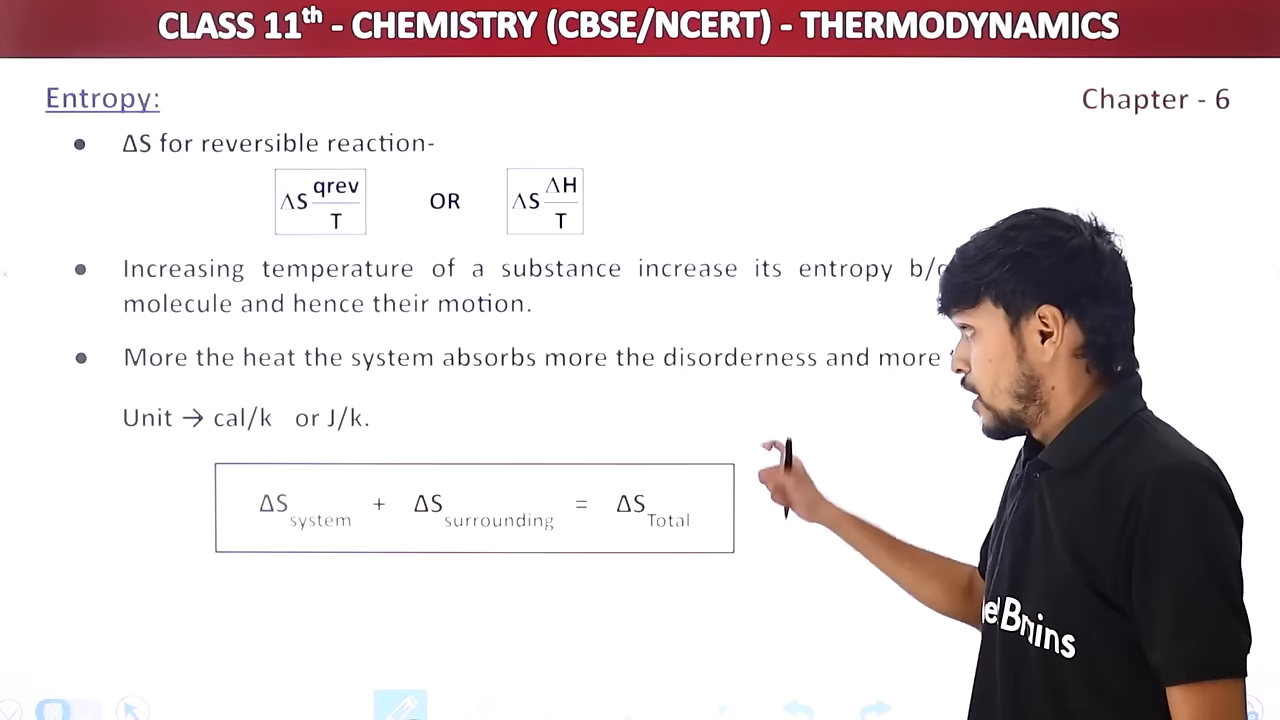 CLASS 11th - CHEMISTRY (CBSE/NCERT) - THERMODYNAMICS
Entropy:
Chapter - 6
• ΔS for reversible reaction-
ΔS qrev/T OR ΔS ΔH/T
• Increasing temperature of a substance increase its entropy
molecule and hence their motion.
• More the heat the system absorbs more the disorderness and more
Unit → cal/k or J/k.
ΔS system + ΔS surrounding = ΔS Total
Brains